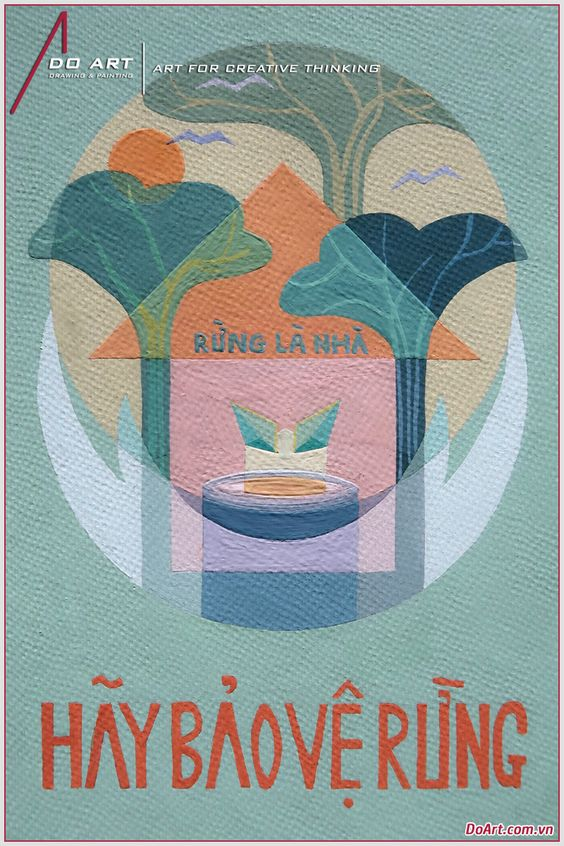 DO ART
DRAWING & PAINTING
ART FOR CREATIVE THINKING
RỪNG LÀ NHÀ
HÃY BẢO VỆ RỪNG
DoArt.com.vn